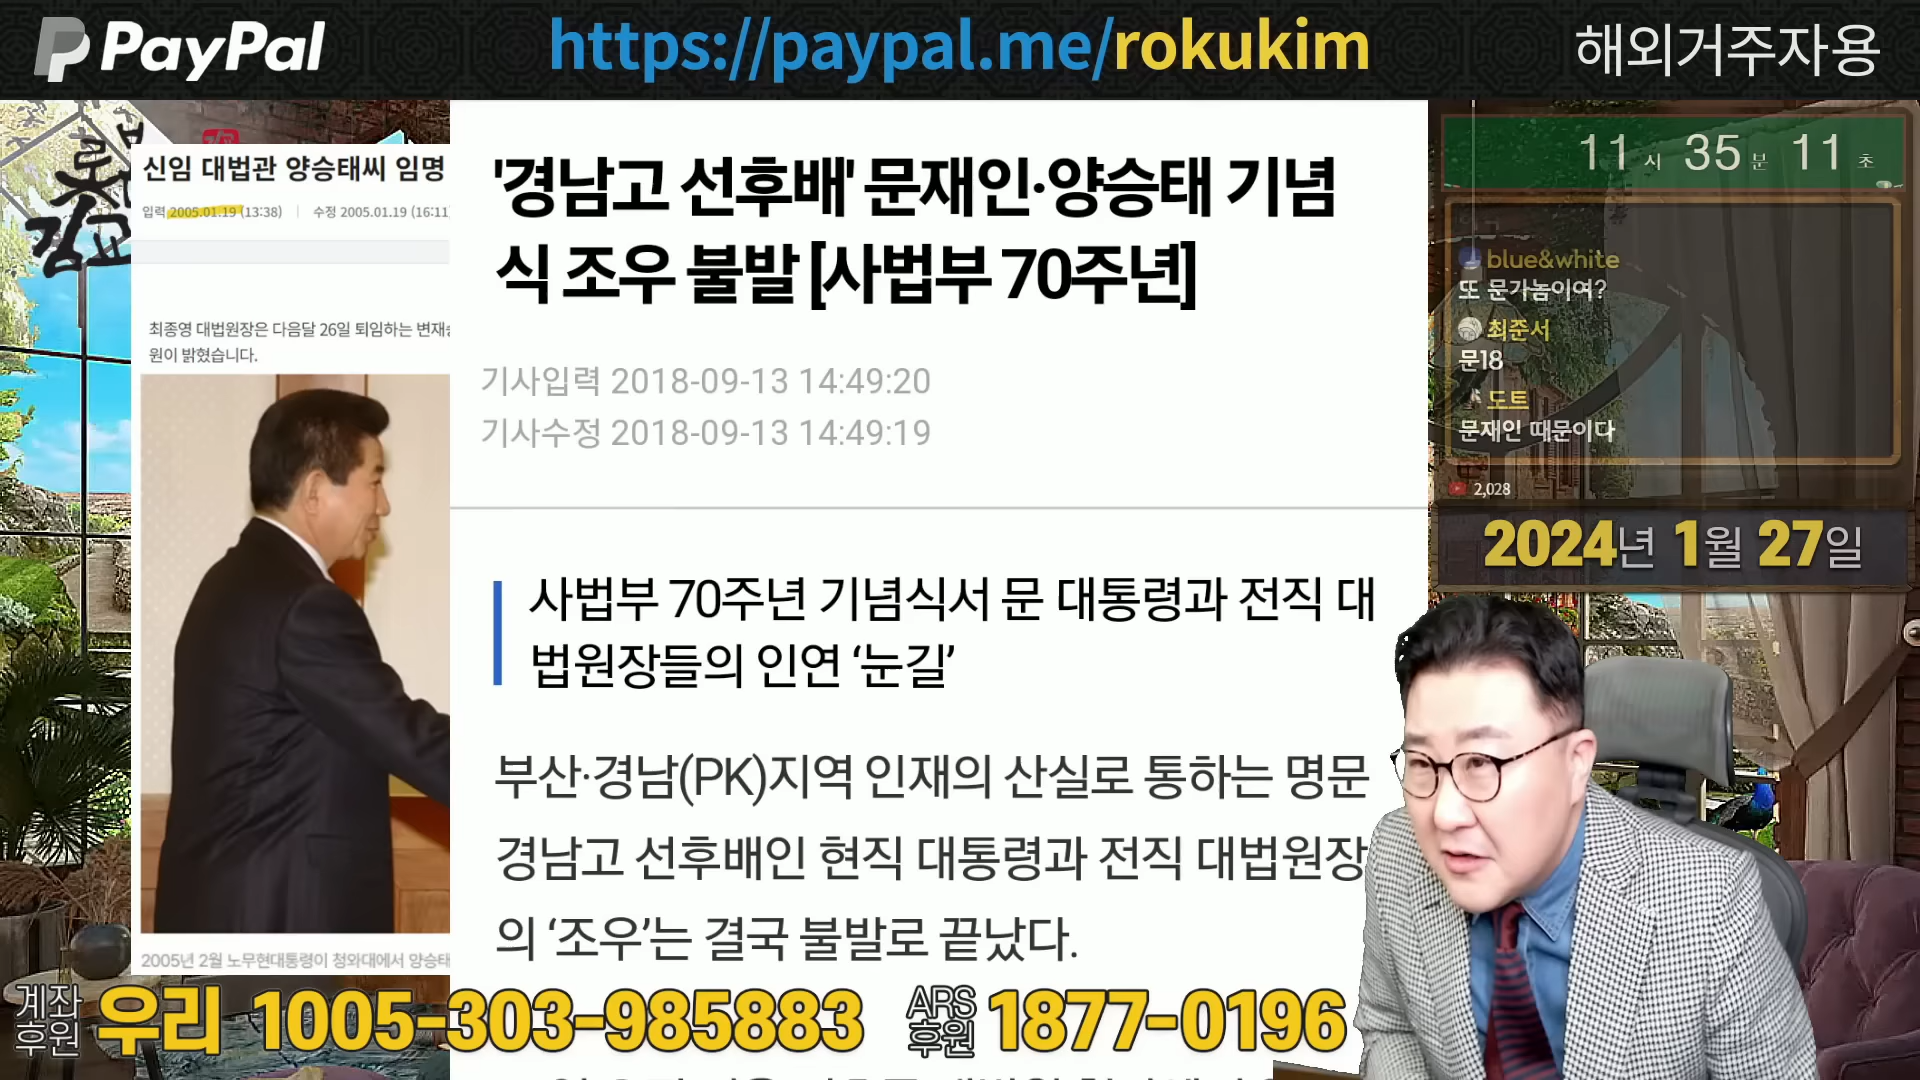 PayPal
https://paypal.me/rokukim
해외거주자용
신임 대법관 양승태씨 임명
입력 2005.01.19 (13:38)
수정 2005.01.19 (16:11)
최종영 대법원장은 다음달 26일 퇴임하는 변재승
원이 밝혔습니다.
2005년 2월 노무현대통령이 청와대에서 양승태
'경남고 선후배' 문재인·양승태 기념
식 조우 불발 [사법부 70주년]
기사입력 2018-09-13 14:49:20
기사수정 2018-09-13 14:49:19
사법부 70주년 기념식서 문 대통령과 전직 대
법원장들의 인연 ‘눈길’
부산·경남(PK)지역 인재의 산실로 통하는 명문
경남고 선후배인 현직 대통령과 전직 대법원장
의 ‘조우’는 결국 불발로 끝났다.
11시 35분 11초
blue&white
또 문가놈이여?
최준서
문18
도트
문재인 때문이다
2,028
2024년 1월 27일
계좌
후원
우리 1005-303-985883
ARS
후원
1877-0196